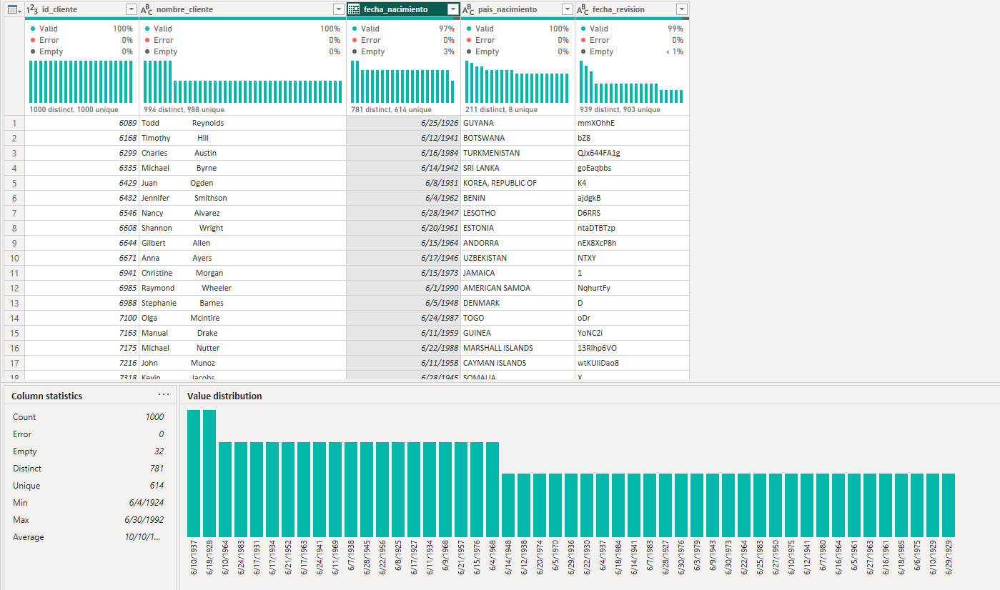 1²3 id_cliente ABC nombre_cliente fecha_nacimiento ABC pais_nacimiento ABC fecha_revision
Valid 100% Valid 100% Valid 97% Valid 100% Valid 99%
Error 0% Error 0% Error 0% Error 0% Error 0%
Empty 0% Empty 0% Empty 3% Empty 0% Empty < 1%
1000 distinct, 1000 unique 994 distinct, 988 unique 781 distinct, 614 unique 211 distinct, 8 unique 939 distinct, 903 unique
1 6089 Todd Reynolds 6/25/1926 GUYANA mmXOhhE
2 6168 Timothy Hill 6/12/1941 BOTSWANA bZ8
3 6299 Charles Austin 6/16/1984 TURKMENISTAN QJx644FA1g
4 6335 Michael Byrne 6/14/1942 SRI LANKA goEaqbbs
5 6429 Juan Ogden 6/8/1931 KOREA, REPUBLIC OF K4
6 6432 Jennifer Smithson 6/4/1962 BENIN ajdgkB
7 6546 Nancy Alvarez 6/28/1947 LESOTHO D6RRS
8 6608 Shannon Wright 6/20/1961 ESTONIA ntaDTBTzp
9 6644 Gilbert Allen 6/15/1964 ANDORRA nEX8XcP8h
10 6671 Anna Ayers 6/17/1946 UZBEKISTAN NTXY
11 6941 Christine Morgan 6/15/1973 JAMAICA 1
12 6985 Raymond Wheeler 6/1/1990 AMERICAN SAMOA NqhurtFy
13 6988 Stephanie Barnes 6/5/1948 DENMARK D
14 7100 Olga Mcintire 6/24/1987 TOGO oDr
15 7163 Manual Drake 6/11/1959 GUINEA YoNC2i
16 7175 Michael Nutter 6/22/1988 MARSHALL ISLANDS
17 7216 John Munoz 6/11/1958 CAYMAN ISLANDS
18 7318 Kevin Jacobs 6/28/1945 SOMALIA X
Column statistics ... Value distribution
Count 1000
Error 0
Empty 32
Distinct 781
Unique 614
Min 6/4/1924
Max 6/30/1992
Average 10/10/1...
6/10/1937
6/18/1928
6/10/1964
6/24/1983
6/17/1931
6/17/1934
6/21/1952
6/17/1963
6/24/1941
6/11/1969
6/7/1938
6/28/1945
6/22/1956
6/8/1925
6/17/1927
6/11/1934
6/9/1968
6/21/1957
6/15/1976
6/4/1968
6/14/1948
6/12/1938
6/20/1974
6/5/1970
6/29/1936
6/22/1930
6/4/1937
6/18/1984
6/14/1941
6/7/1983
6/28/1927
6/30/1976
6/3/1979
6/9/1943
6/30/1973
6/22/1964
6/25/1983
6/27/1950
6/10/1975
6/12/1941
6/7/1980
6/16/1964
6/5/1961
6/27/1963
6/16/1961
6/18/1985
6/6/1975
6/10/1929
6/29/1929